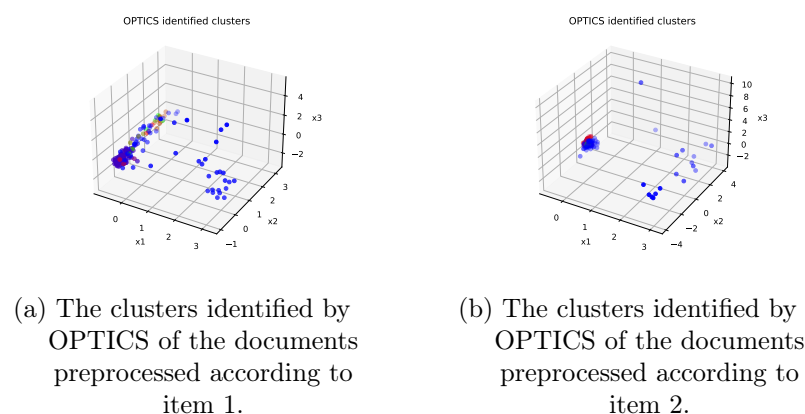 OPTICS identified clusters
4
2
0
−2
x3
3
2
1
0
−1
x2
0
1
2
3
x1
(a) The clusters identified by
OPTICS of the documents
preprocessed according to
item 1.
OPTICS identified clusters
10
8
6
4
2
0
−2
x3
4
2
0
−2
−4
x2
0
1
2
3
x1
(b) The clusters identified by
OPTICS of the documents
preprocessed according to
item 2.